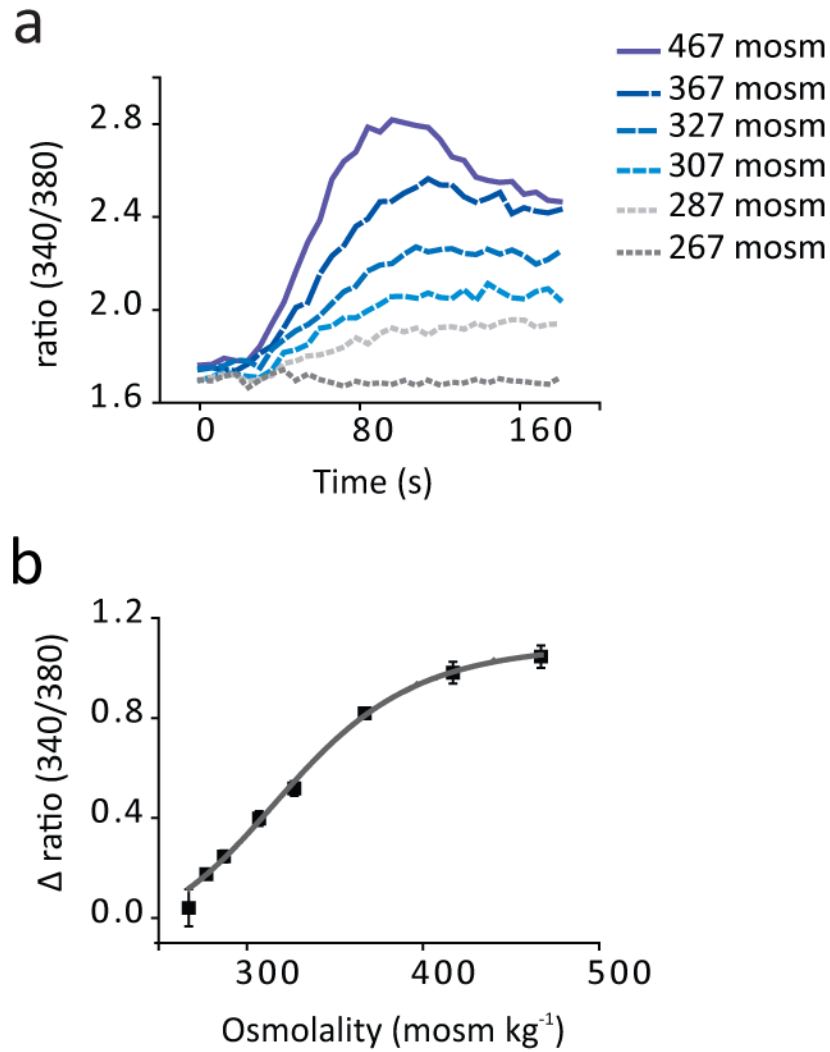 a
467 mosm
367 mosm
327 mosm
307 mosm
287 mosm
267 mosm
ratio (340/380)
2.8
2.4
2.0
1.6
0 80 160
Time (s)
b
Δ ratio (340/380)
1.2
0.8
0.4
0.0
300 400 500
Osmolality (mosm kg⁻¹)